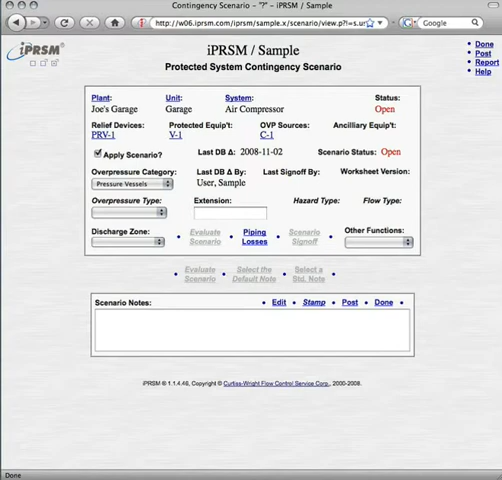 Contingency Scenario - "?" - iPRSM / Sample
http://w06.iprsm.com/iprsm/sample.x/scenario/view.p?l=s.ur
Google
iPRSM®
iPRSM / Sample
Protected System Contingency Scenario
Done
Post
Report
Help
Plant: Unit: System: Status:
Joe's Garage Garage Air Compressor Open
Relief Devices: Protected Equip't: OVP Sources: Ancilliary Equip't:
PRV-1 V-1 C-1
Apply Scenario? Last DB Δ: 2008-11-02 Scenario Status: Open
Overpressure Category: Last DB Δ By: Last Signoff By: Worksheet Version:
Pressure Vessels User, Sample
Overpressure Type: Extension: Hazard Type: Flow Type:
Discharge Zone: Evaluate Scenario Piping Losses Scenario Signoff Other Functions:
Evaluate Scenario Select the Default Note Select a Std. Note
Scenario Notes: Edit Stamp Post Done
iPRSM ® 1.1.4.46, Copyright © Curtiss-Wright Flow Control Service Corp., 2000-2008.
Done